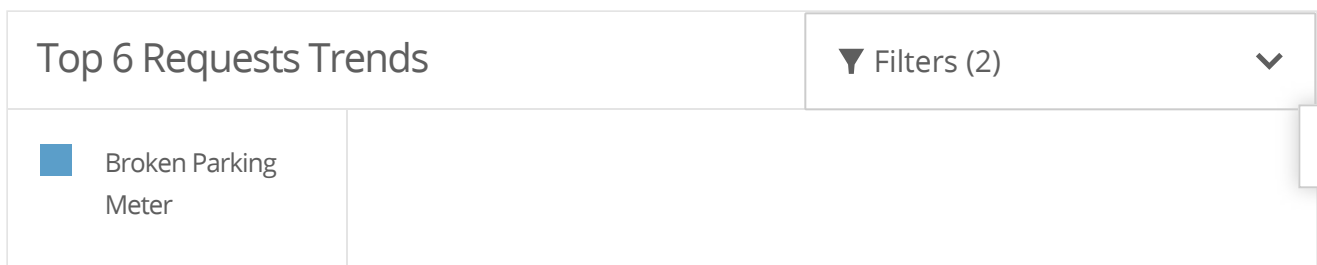 Top 6 Requests Trends
Filters (2)
Broken Parking
Meter